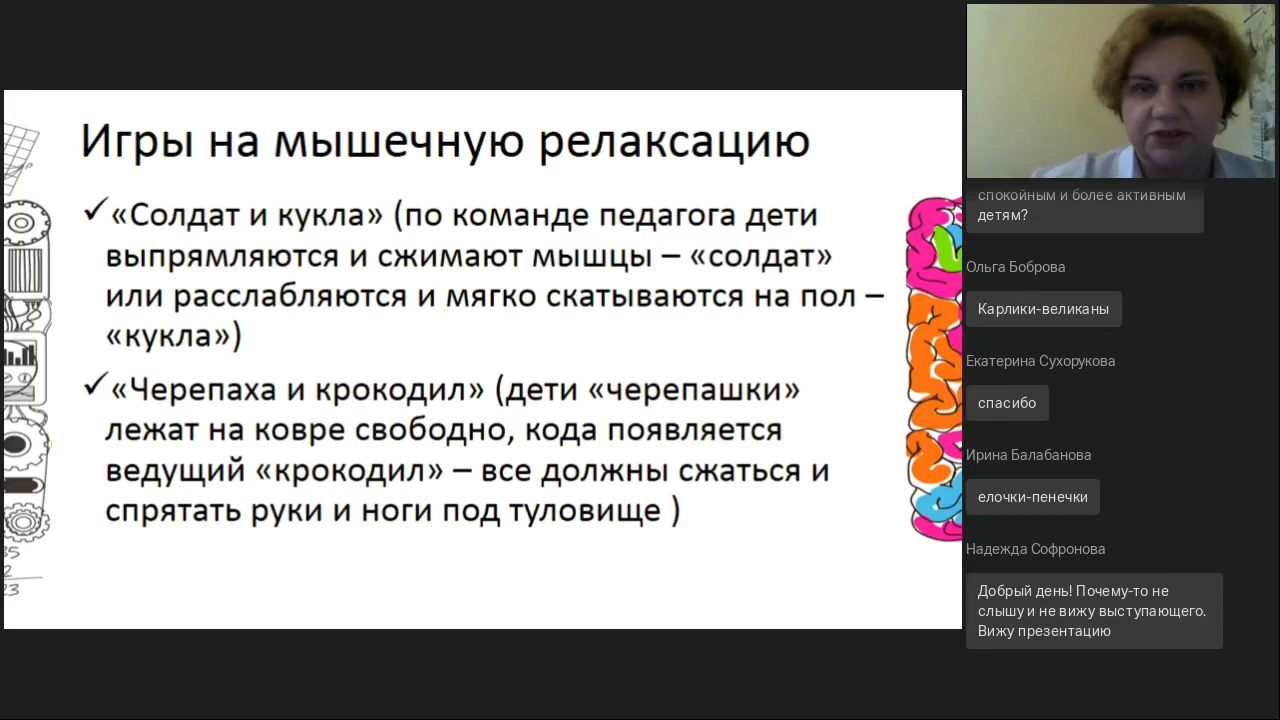 Игры на мышечную релаксацию
✓«Солдат и кукла» (по команде педагога дети
выпрямляются и сжимают мышцы – «солдат»
или расслабляются и мягко скатываются на пол –
«кукла»)
✓«Черепаха и крокодил» (дети «черепашки»
лежат на ковре свободно, кода появляется
ведущий «крокодил» – все должны сжаться и
спрятать руки и ноги под туловище )
спокойным и более активным
детям?
Ольга Боброва
Карлики-великаны
Екатерина Сухорукова
спасибо
Ирина Балабанова
елочки-пенечки
Надежда Софронова
Добрый день! Почему-то не
слышу и не вижу выступающего.
Вижу презентацию